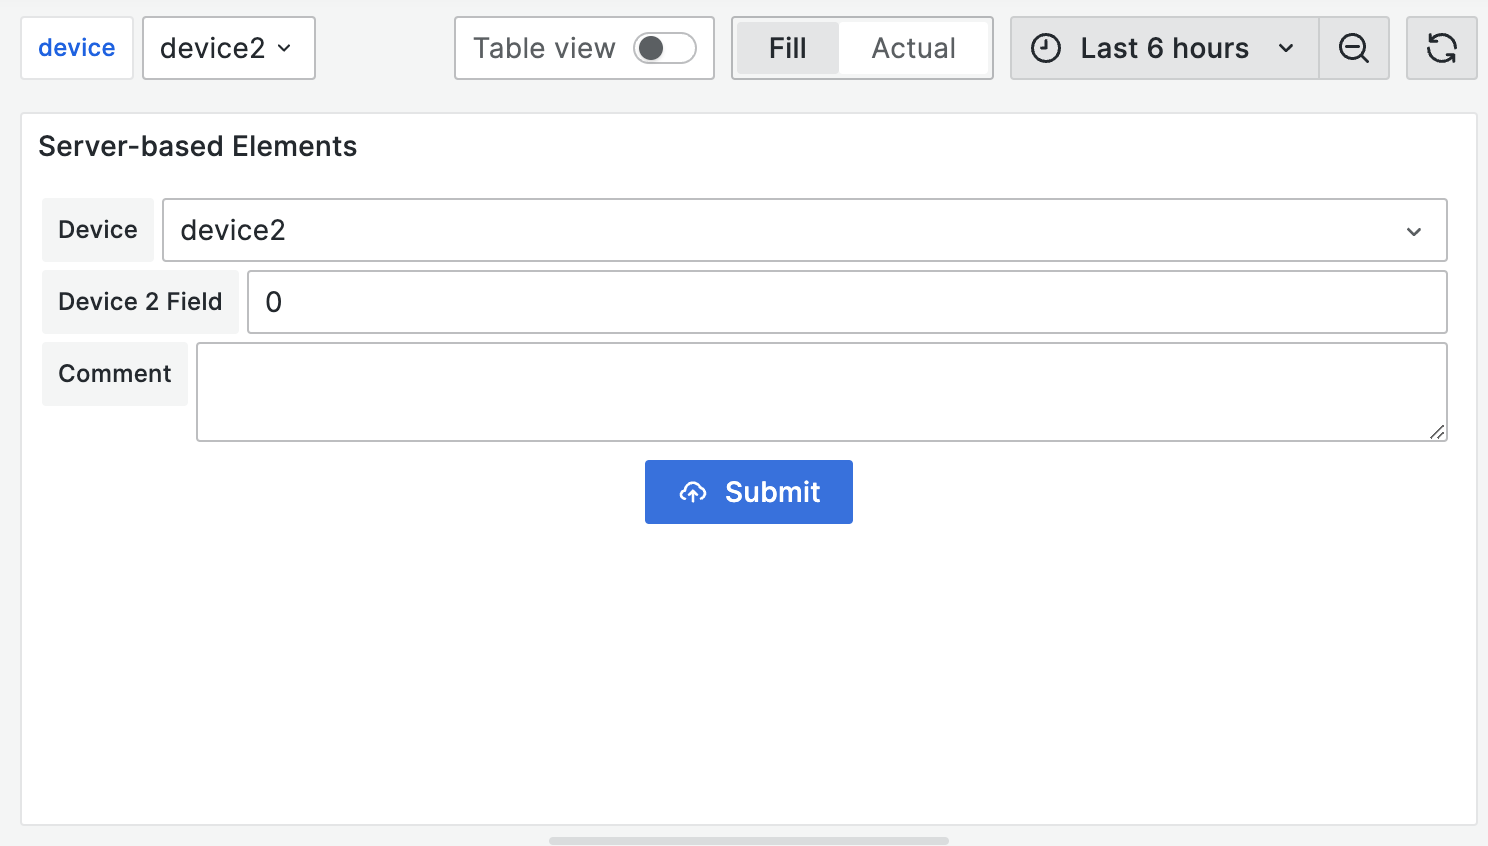 device device2 Table view Fill Actual Last 6 hours
Server-based Elements
Device device2
Device 2 Field 0
Comment
Submit